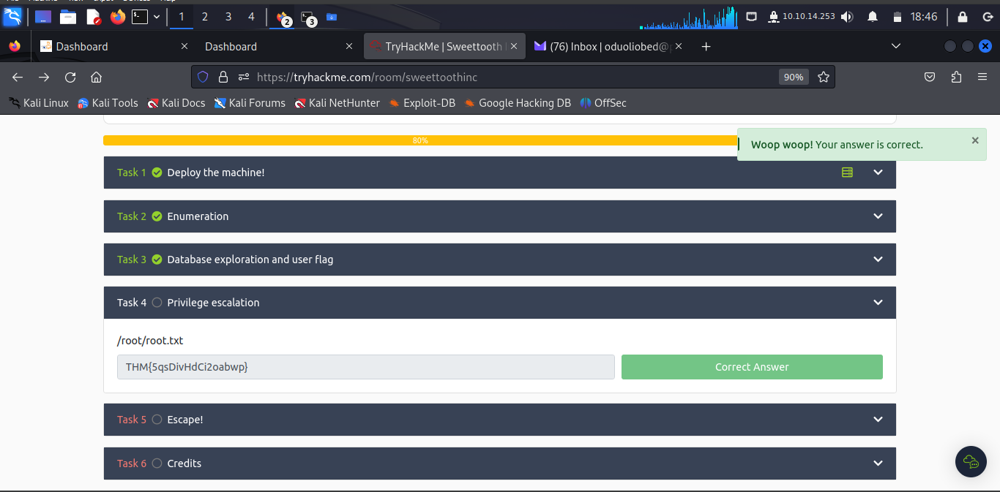 1 2 3 4 2 3 10.10.14.253 18:46
Dashboard Dashboard TryHackMe | Sweettooth (76) Inbox | oduoliobed@
https://tryhackme.com/room/sweettoothinc 90%
Kali Linux Kali Tools Kali Docs Kali Forums Kali NetHunter Exploit-DB Google Hacking DB OffSec
80%
Woop woop! Your answer is correct.
Task 1 Deploy the machine!
Task 2 Enumeration
Task 3 Database exploration and user flag
Task 4 Privilege escalation
/root/root.txt
THM{5qsDivHdCi2oabwp} Correct Answer
Task 5 Escape!
Task 6 Credits